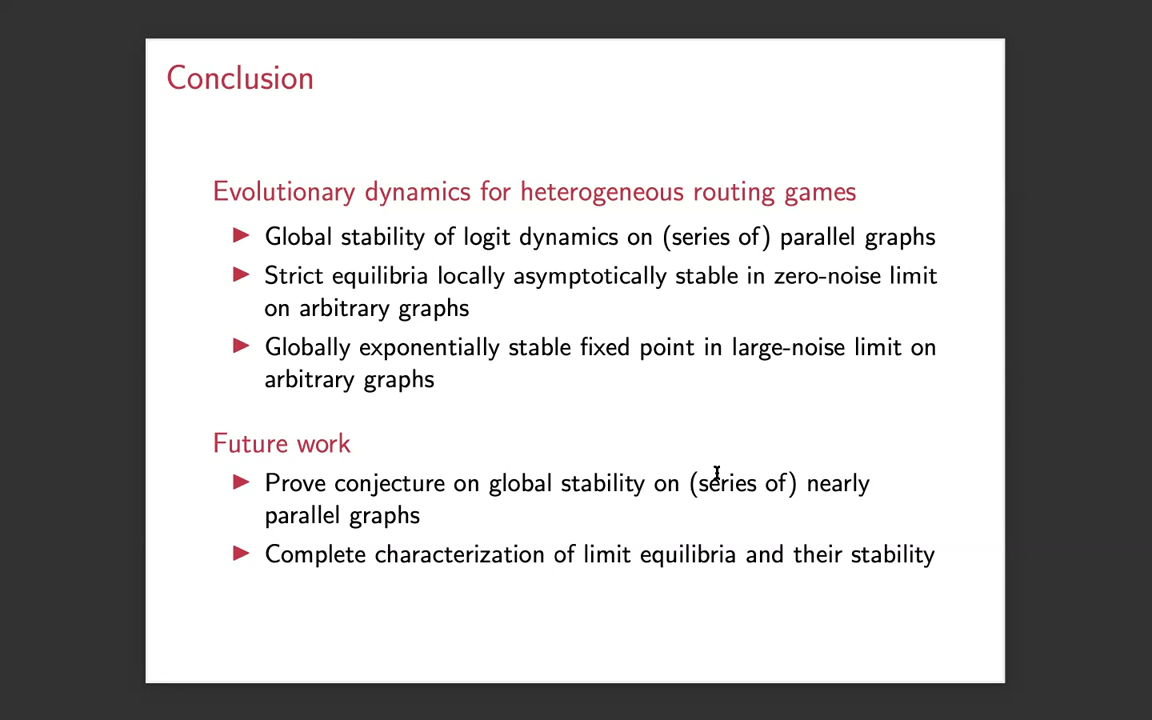 Conclusion
Evolutionary dynamics for heterogeneous routing games
Global stability of logit dynamics on (series of) parallel graphs
Strict equilibria locally asymptotically stable in zero-noise limit
on arbitrary graphs
Globally exponentially stable fixed point in large-noise limit on
arbitrary graphs
Future work
Prove conjecture on global stability on (series of) nearly
parallel graphs
Complete characterization of limit equilibria and their stability